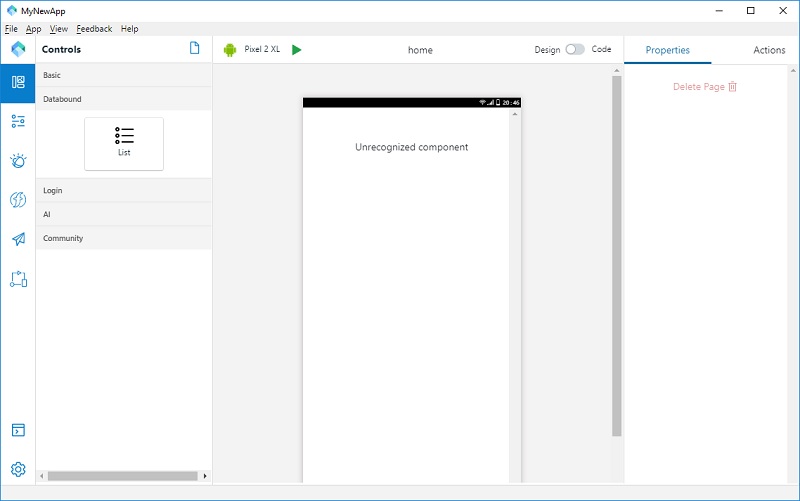 MyNewApp
File App View Feedback Help
Controls
Pixel 2 XL
home
Design
Code
Properties
Actions
Basic
Databound
List
Login
AI
Community
20:46
Unrecognized component
Delete Page